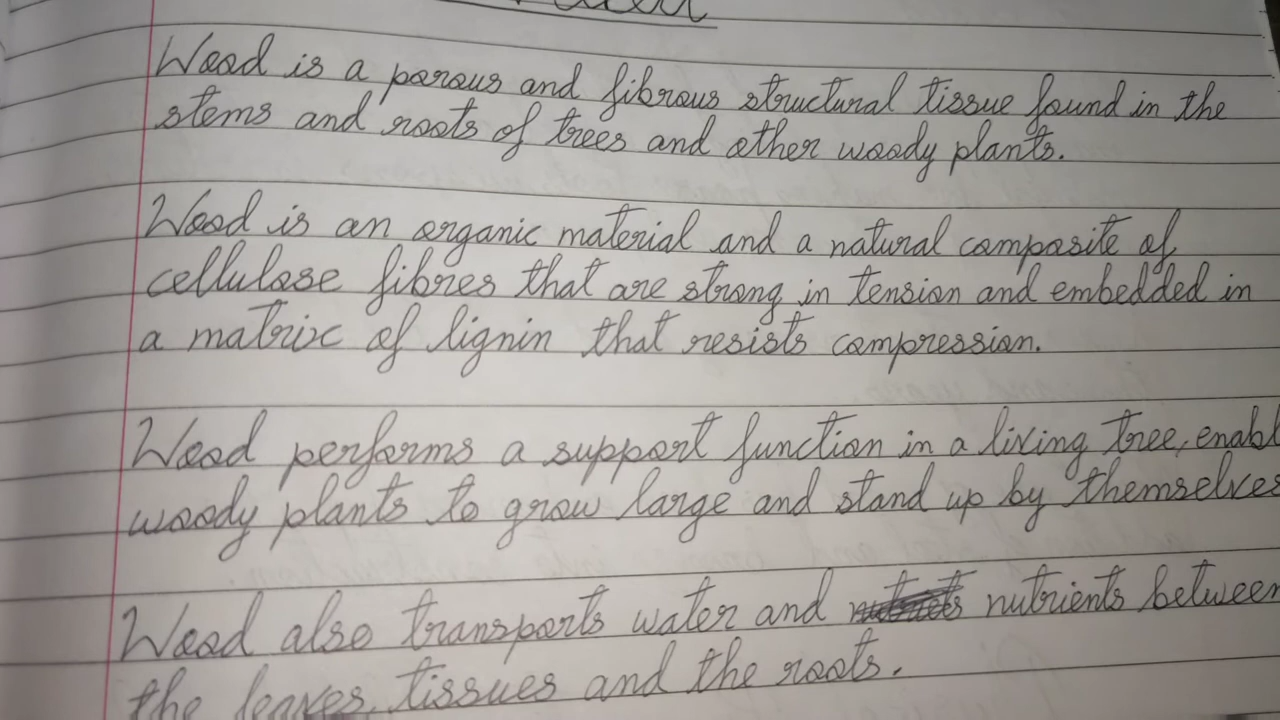 Wood is a porous and fibrous structural tissue found in the
stems and roots of trees and other woody plants.
Wood is an organic material and a natural composite of
cellulose fibres that are strong in tension and embedded in
a matrix of lignin that resists compression.
Wood performs a support function in a living tree, enabl
woody plants to grow large and stand up by themselves
Wood also transports water and nutrients between
the leaves, tissues and the roots.